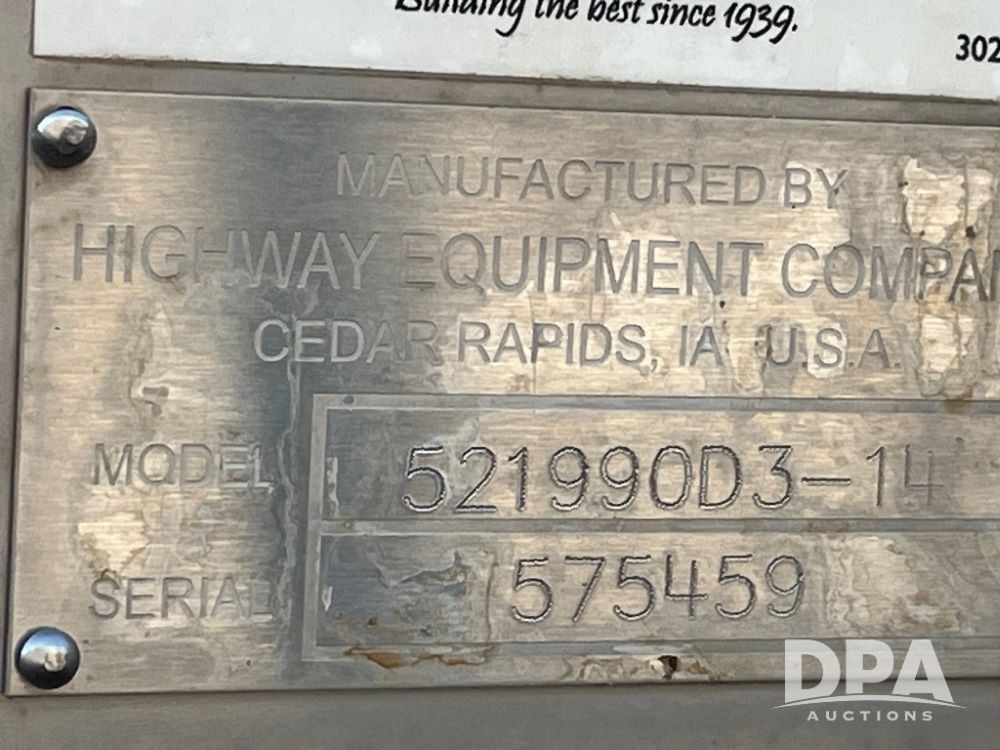 Building the best since 1939.
302
MANUFACTURED BY
HIGHWAY EQUIPMENT COMPAN
CEDAR RAPIDS, IA U.S.A.
MODEL 521990D3-14
SERIAL 575459
DPA
AUCTIONS